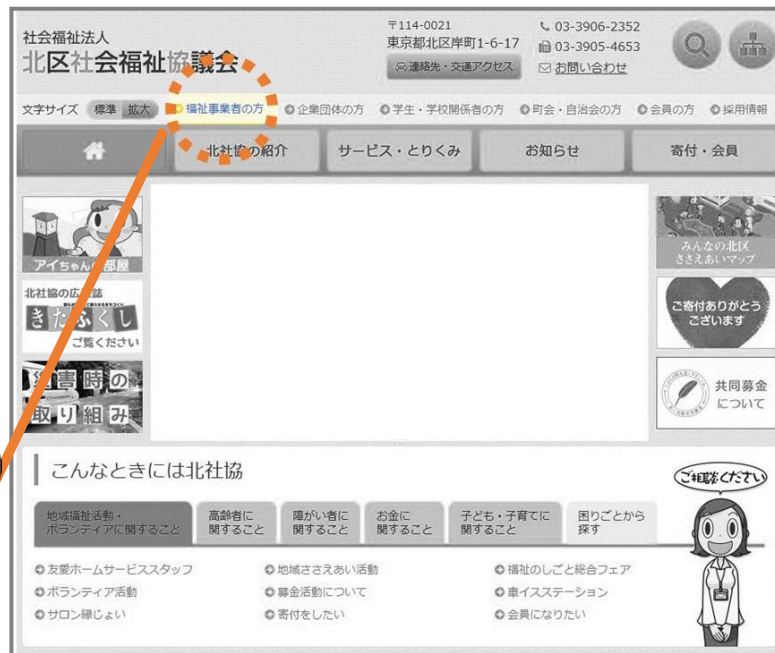 社会福祉法人
北区社会福祉協議会
〒114-0021
東京都北区岸町1-6-17
連絡先・交通アクセス
03-3906-2352
03-3905-4653
お問い合わせ
文字サイズ 標準 拡大 福祉事業者の方 企業団体の方 学生・学校関係者の方 町会・自治会の方 会員の方 採用情報
北社協の紹介 サービス・とりくみ お知らせ 寄付・会員
アイちゃんの部屋
北社協の広報誌
きたふくし
ご覧ください
災害時の
取り組み
みんなの北区
ささえあいマップ
ご寄付ありがとう
ございます
共同募金
について
こんなときには北社協
ご相談ください
地域福祉活動・
ボランティアに関すること
高齢者に
関すること
障がい者に
関すること
お金に
関すること
子ども・子育てに
関すること
困りごとから
探す
友愛ホームサービススタッフ 地域ささえあい活動 福祉のしごと総合フェア
ボランティア活動 募金活動について 車イスステーション
サロン縁じょい 寄付をしたい 会員になりたい